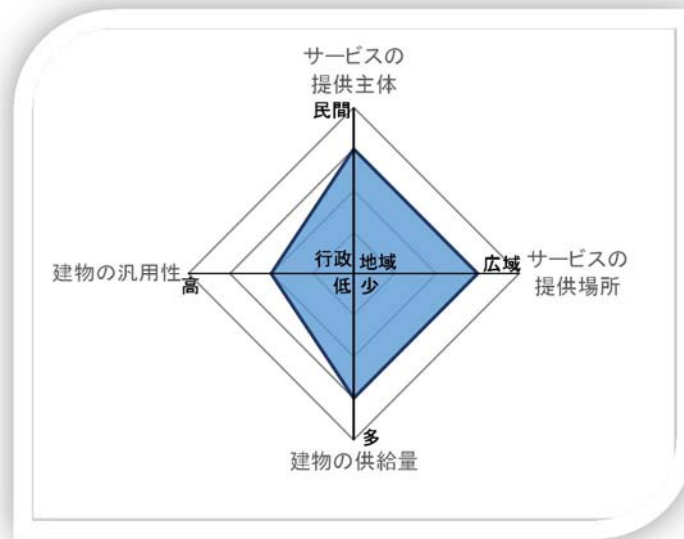 サービスの
提供主体
民間
行政 地域
広域
サービスの
提供場所
建物の汎用性
高
低 少
多
建物の供給量